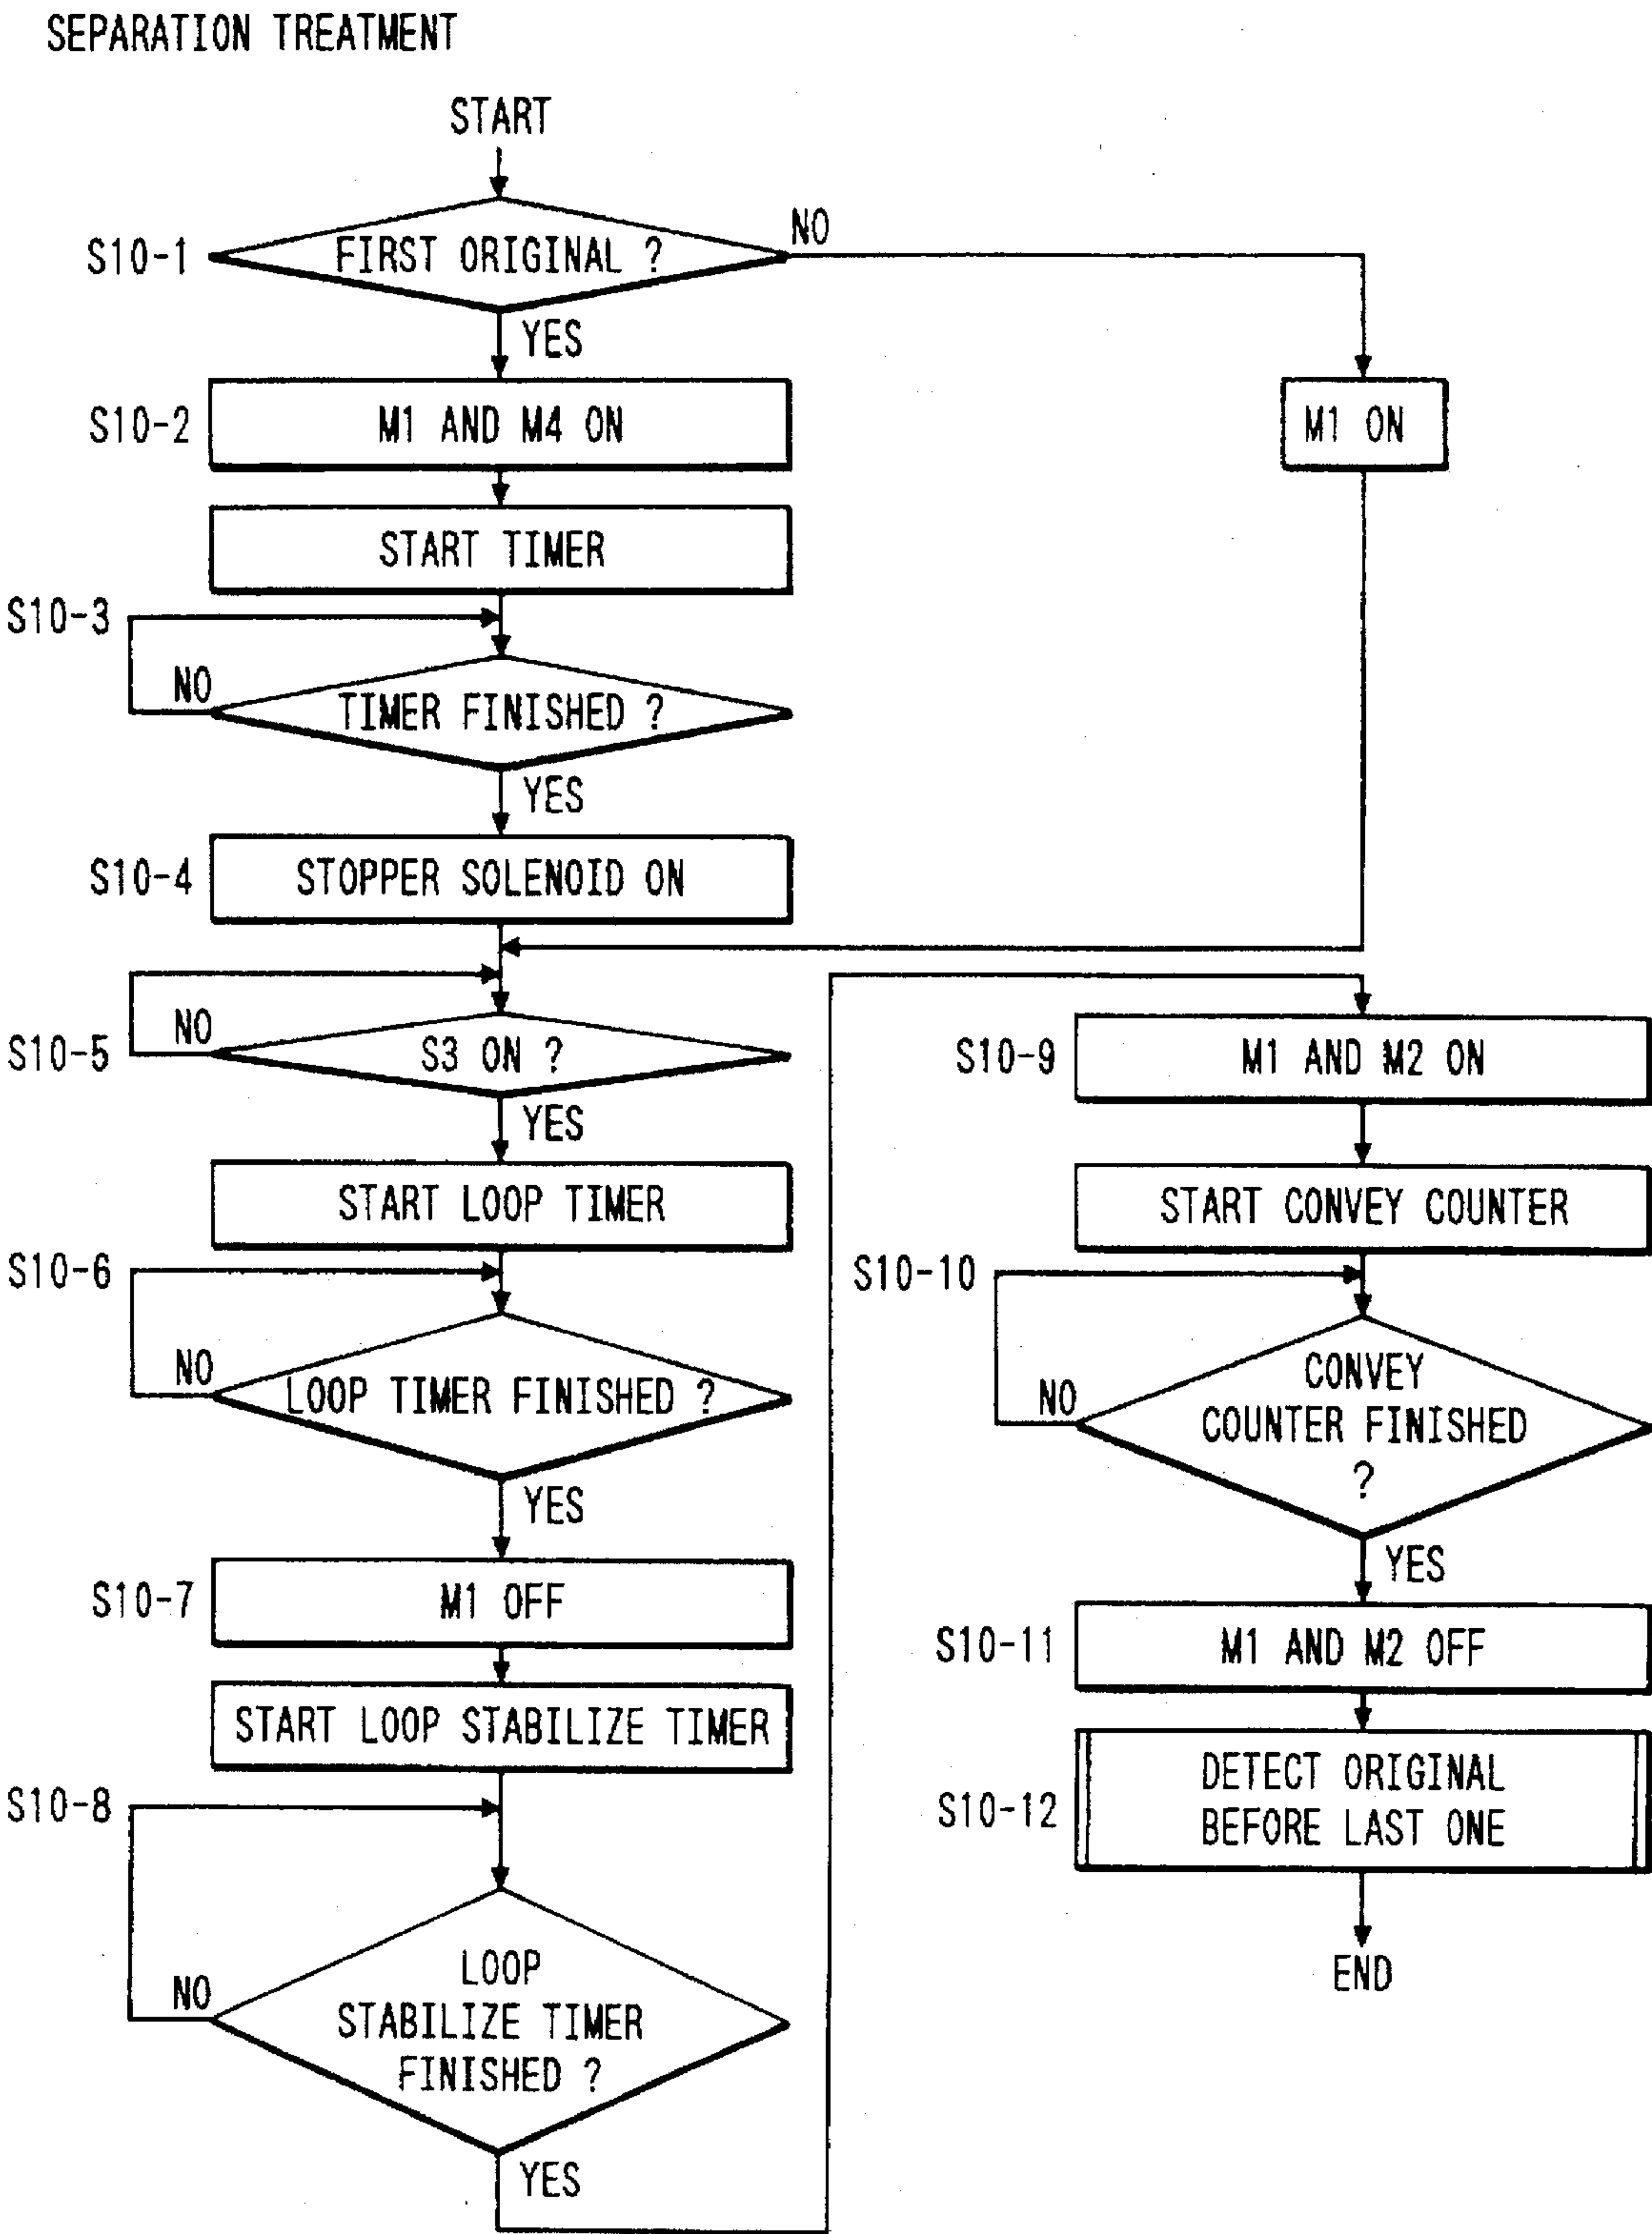 SEPARATION TREATMENT
START
S10-1
FIRST ORIGINAL ?
NO
YES
S10-2
M1 AND M4 ON
M1 ON
START TIMER
S10-3
NO
TIMER FINISHED ?
YES
S10-4
STOPPER SOLENOID ON
S10-5
NO
S3 ON ?
YES
START LOOP TIMER
S10-6
NO
LOOP TIMER FINISHED ?
YES
S10-7
M1 OFF
START LOOP STABILIZE TIMER
S10-8
NO
LOOP
STABILIZE TIMER
FINISHED ?
YES
S10-9
M1 AND M2 ON
START CONVEY COUNTER
S10-10
NO
CONVEY
COUNTER FINISHED
?
YES
S10-11
M1 AND M2 OFF
S10-12
DETECT ORIGINAL
BEFORE LAST ONE
END